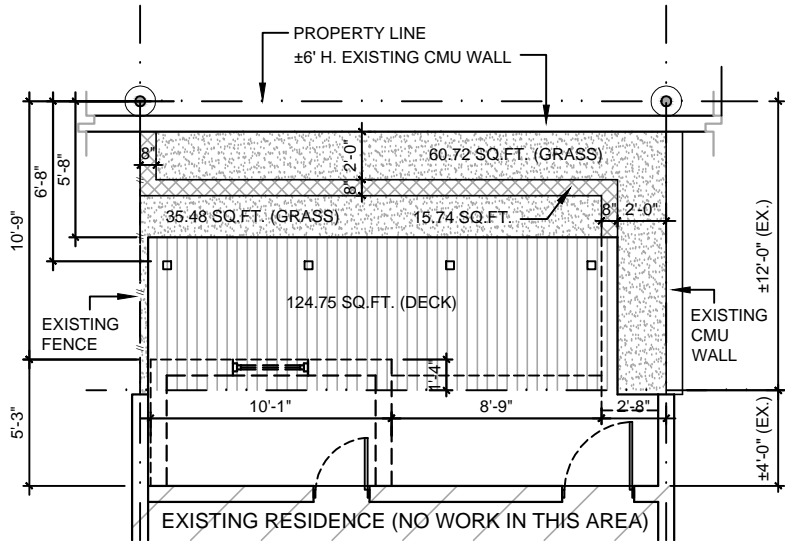 PROPERTY LINE
±6' H. EXISTING CMU WALL
8"
2'-0"
60.72 SQ.FT. (GRASS)
8"
35.48 SQ.FT. (GRASS)
15.74 SQ.FT.
8"
2'-0"
10'-9"
6'-8"
5'-8"
±12'-0" (EX.)
124.75 SQ.FT. (DECK)
EXISTING
FENCE
EXISTING
CMU
WALL
1'-4"
10'-1"
8'-9"
2'-8"
5'-3"
±4'-0" (EX.)
EXISTING RESIDENCE (NO WORK IN THIS AREA)